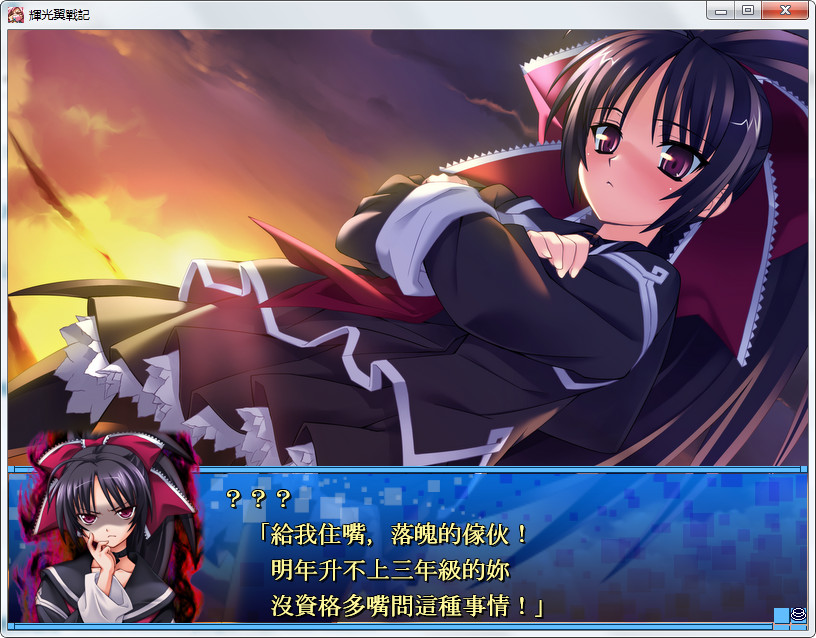 輝光翼戰記
？？？
「給我住嘴，落魄的傢伙！
明年升不上三年級的妳
沒資格多嘴問這種事情！」